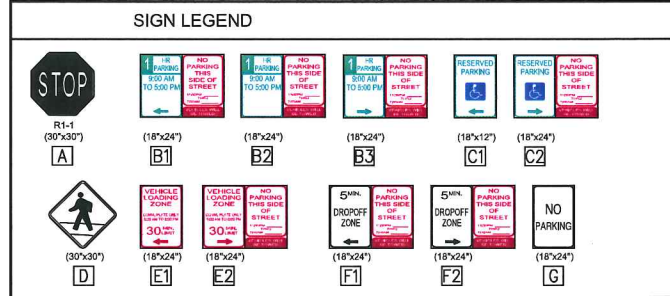 SIGN LEGEND
STOP
R1-1
(30"x30")
A
1 HR
PARKING
9:00 AM
TO 5:00 PM
NO
PARKING
THIS SIDE
OF
STREET
(18"x24")
B1
1 HR
PARKING
9:00 AM
TO 5:00 PM
NO
PARKING
THIS SIDE
OF
STREET
(18"x24")
B2
1 HR
PARKING
9:00 AM
TO 5:00 PM
NO
PARKING
THIS SIDE
OF
STREET
(18"x24")
B3
RESERVED
PARKING
(18"x12")
C1
RESERVED
PARKING
NO
PARKING
THIS SIDE
OF
STREET
(18"x24")
C2
(30"x30")
D
VEHICLE
LOADING
ZONE
30 MIN.
LIMIT
(18"x24")
E1
VEHICLE
LOADING
ZONE
30 MIN.
LIMIT
NO
PARKING
THIS SIDE
OF
STREET
(18"x24")
E2
5 MIN.
DROPOFF
ZONE
NO
PARKING
THIS SIDE
OF
STREET
(18"x24")
F1
5 MIN.
DROPOFF
ZONE
NO
PARKING
THIS SIDE
OF
STREET
(18"x24")
F2
NO
PARKING
(18"x24")
G